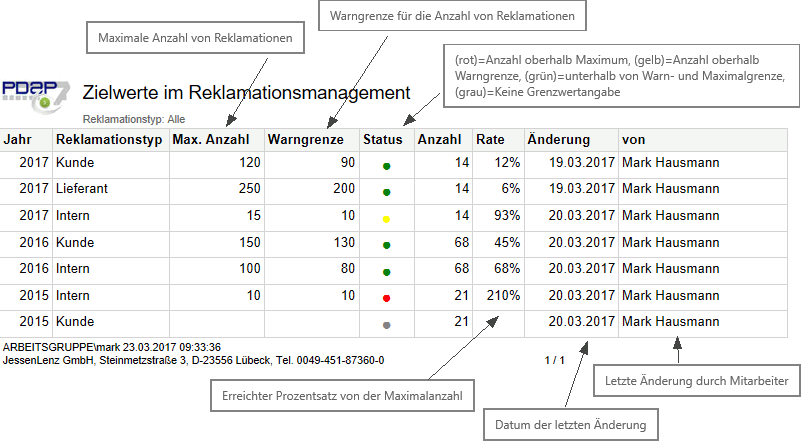 Warngrenze für die Anzahl von Reklamationen
Maximale Anzahl von Reklamationen
(rot)=Anzahl oberhalb Maximum, (gelb)=Anzahl oberhalb
Warngrenze, (grün)=unterhalb von Warn- und Maximalgrenze,
(grau)=Keine Grenzwertangabe
PDAP 7
Zielwerte im Reklamationsmanagement
Reklamationstyp: Alle
Jahr Reklamationstyp Max. Anzahl Warngrenze Status Anzahl Rate Änderung von
2017 Kunde 120 90 14 12% 19.03.2017 Mark Hausmann
2017 Lieferant 250 200 14 6% 19.03.2017 Mark Hausmann
2017 Intern 15 10 14 93% 20.03.2017 Mark Hausmann
2016 Kunde 150 130 68 45% 20.03.2017 Mark Hausmann
2016 Intern 100 80 68 68% 20.03.2017 Mark Hausmann
2015 Intern 10 10 21 210% 20.03.2017 Mark Hausmann
2015 Kunde 21 20.03.2017 Mark Hausmann
ARBEITSGRUPPE\mark 23.03.2017 09:33:36
JessenLenz GmbH, Steinmetzstraße 3, D-23556 Lübeck, Tel. 0049-451-87360-0 1 / 1
Letzte Änderung durch Mitarbeiter
Erreichter Prozentsatz von der Maximalanzahl
Datum der letzten Änderung